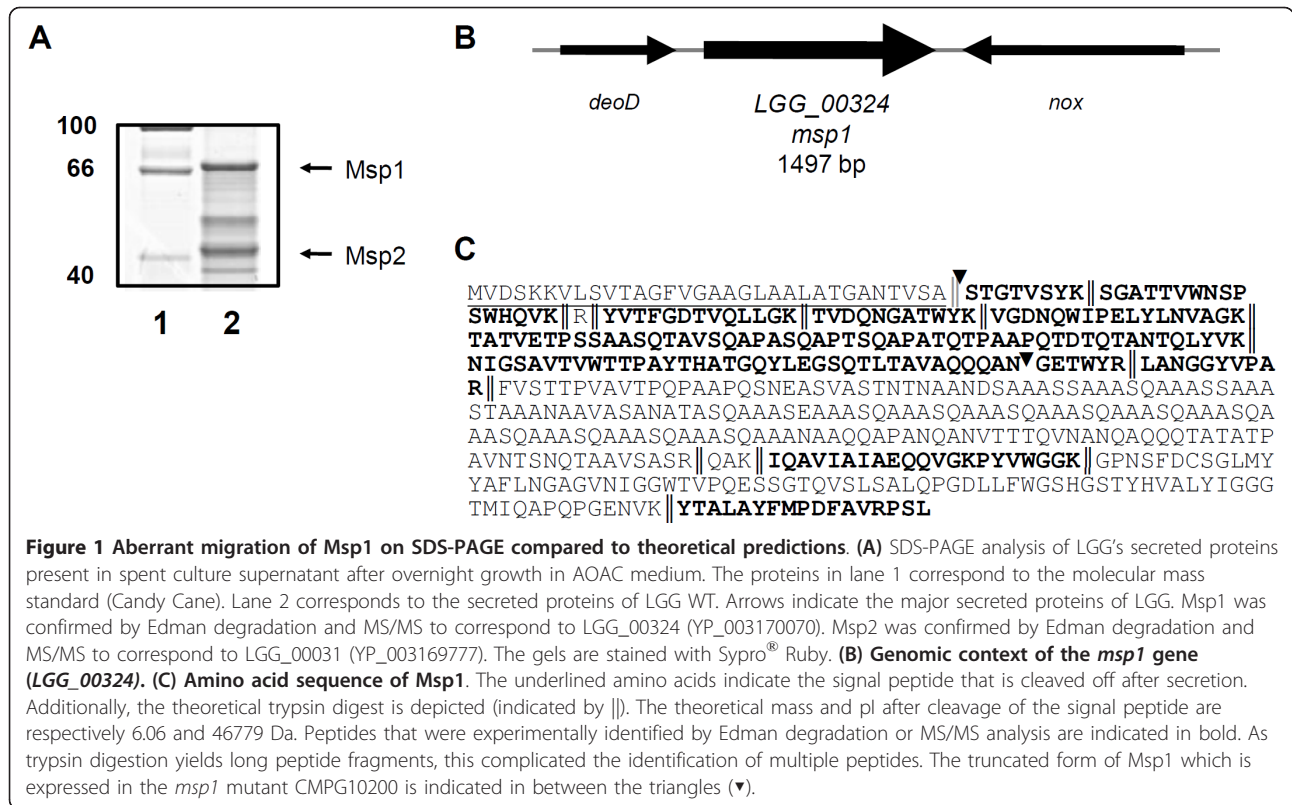 A
B
100
66
40
Msp1
Msp2
1 2
deoD
LGG_00324
msp1
1497 bp
nox
C
MVDSKKVLSVTAGFVGAAGLAALATGANTVSA║▼STGTVSYK║SGATTVWNSP
SWHQVK║R║YVTFGDTVQLLGK║TVDQNGATWYK║VGDNQWIPELYLNVAGK║
TATVETPSSAASQTAVSQAPASQAPTSQAPATQTPAAPQTDTQTANTQLYVK║
NIGSAVTVWTTPAYTHATGQYLEGSQTLTAVAQQQAN▼GETWYR║LANGGYVPA
R║FVSTTPVAVTPQPAAPQSNEASVASTNTNAANDSAAASSAAASQAAASSAAA
STAAANAAVASANATASQAAASEAAASQAAASQAAASQAAASQAAASQAAASQA
AASQAAASQAAASQAAASQAAANAAQQAPANQANVTTTQVNANQAQQQTATATP
AVNTSNQTAAVSASR║QAK║IQAVIAIAEQQVGKPYVWGGK║GPNSFDCSGLMY
YAFLNGAGVNIGGWTVPQESSGTQVSLSALQPGDLLFWGSHGSTYHVALYIGGG
TMIQAPQPGENVK║YTALAYFMPDFAVRPSL
Figure 1 Aberrant migration of Msp1 on SDS-PAGE compared to theoretical predictions. (A) SDS-PAGE analysis of LGG's secreted proteins
present in spent culture supernatant after overnight growth in AOAC medium. The proteins in lane 1 correspond to the molecular mass
standard (Candy Cane). Lane 2 corresponds to the secreted proteins of LGG WT. Arrows indicate the major secreted proteins of LGG. Msp1 was
confirmed by Edman degradation and MS/MS to correspond to LGG_00324 (YP_003170070). Msp2 was confirmed by Edman degradation and
MS/MS to correspond to LGG_00031 (YP_003169777). The gels are stained with Sypro® Ruby. (B) Genomic context of the msp1 gene
(LGG_00324). (C) Amino acid sequence of Msp1. The underlined amino acids indicate the signal peptide that is cleaved off after secretion.
Additionally, the theoretical trypsin digest is depicted (indicated by ||). The theoretical mass and pI after cleavage of the signal peptide are
respectively 6.06 and 46779 Da. Peptides that were experimentally identified by Edman degradation or MS/MS analysis are indicated in bold. As
trypsin digestion yields long peptide fragments, this complicated the identification of multiple peptides. The truncated form of Msp1 which is
expressed in the msp1 mutant CMPG10200 is indicated in between the triangles (▼).